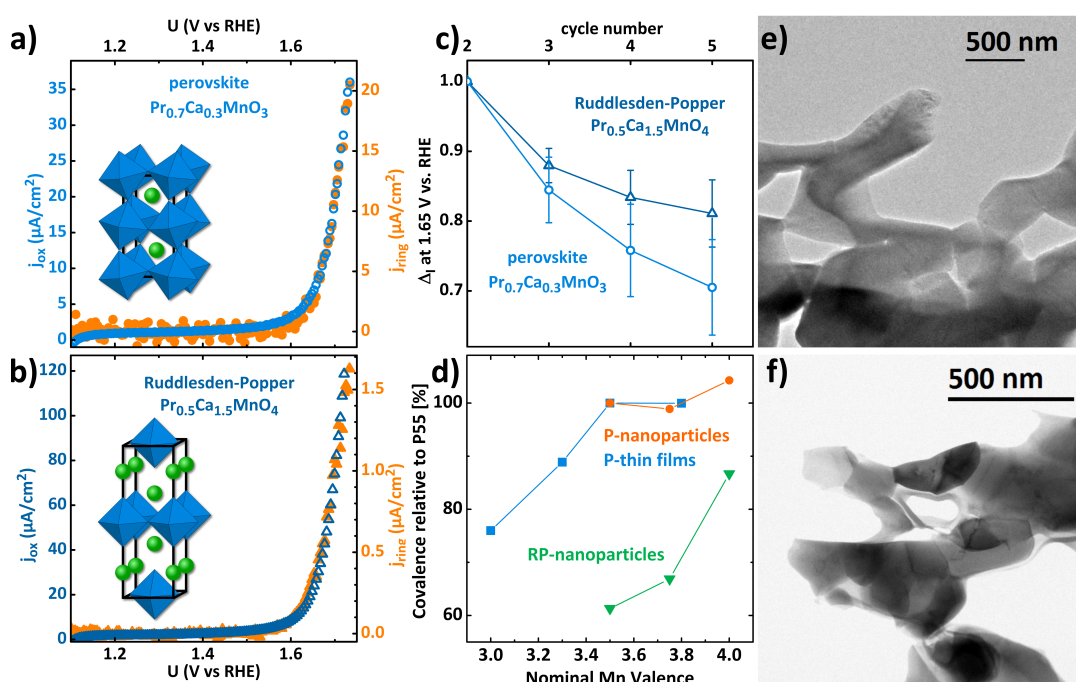 a)
U (V vs RHE)
1.2 1.4 1.6
perovskite
Pr0.7Ca0.3MnO3
jox (µA/cm²)
35
30
25
20
15
10
5
0
jring (µA/cm²)
20
15
10
5
0
b)
Ruddlesden-Popper
Pr0.5Ca1.5MnO4
jox (µA/cm²)
120
100
80
60
40
20
0
jring (µA/cm²)
1.5
1.0
0.5
0.0
1.2 1.4 1.6
U (V vs RHE)
c)
cycle number
2 3 4 5
Ruddlesden-Popper
Pr0.5Ca1.5MnO4
ΔI at 1.65 V vs. RHE
1.0
0.9
0.8
0.7
perovskite
Pr0.7Ca0.3MnO3
d)
Covalence relative to P55 [%]
120
100
80
60
P-nanoparticles
P-thin films
RP-nanoparticles
3.0 3.2 3.4 3.6 3.8 4.0
Nominal Mn Valence
e)
500 nm
f)
500 nm